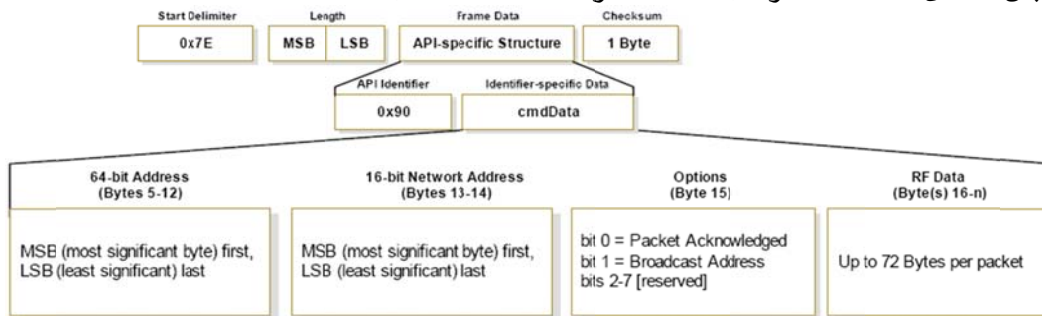 Start Delimiter Length Frame Data Checksum
0x7E MSB LSB API-specific Structure 1 Byte
API Identifier Identifier-specific Data
0x90 cmdData
64-bit Address
(Bytes 5-12)
MSB (most significant byte) first,
LSB (least significant) last
16-bit Network Address
(Bytes 13-14)
MSB (most significant byte) first,
LSB (least significant) last
Options
(Byte 15)
bit 0 = Packet Acknowledged
bit 1 = Broadcast Address
bits 2-7 [reserved]
RF Data
(Byte(s) 16-n)
Up to 72 Bytes per packet